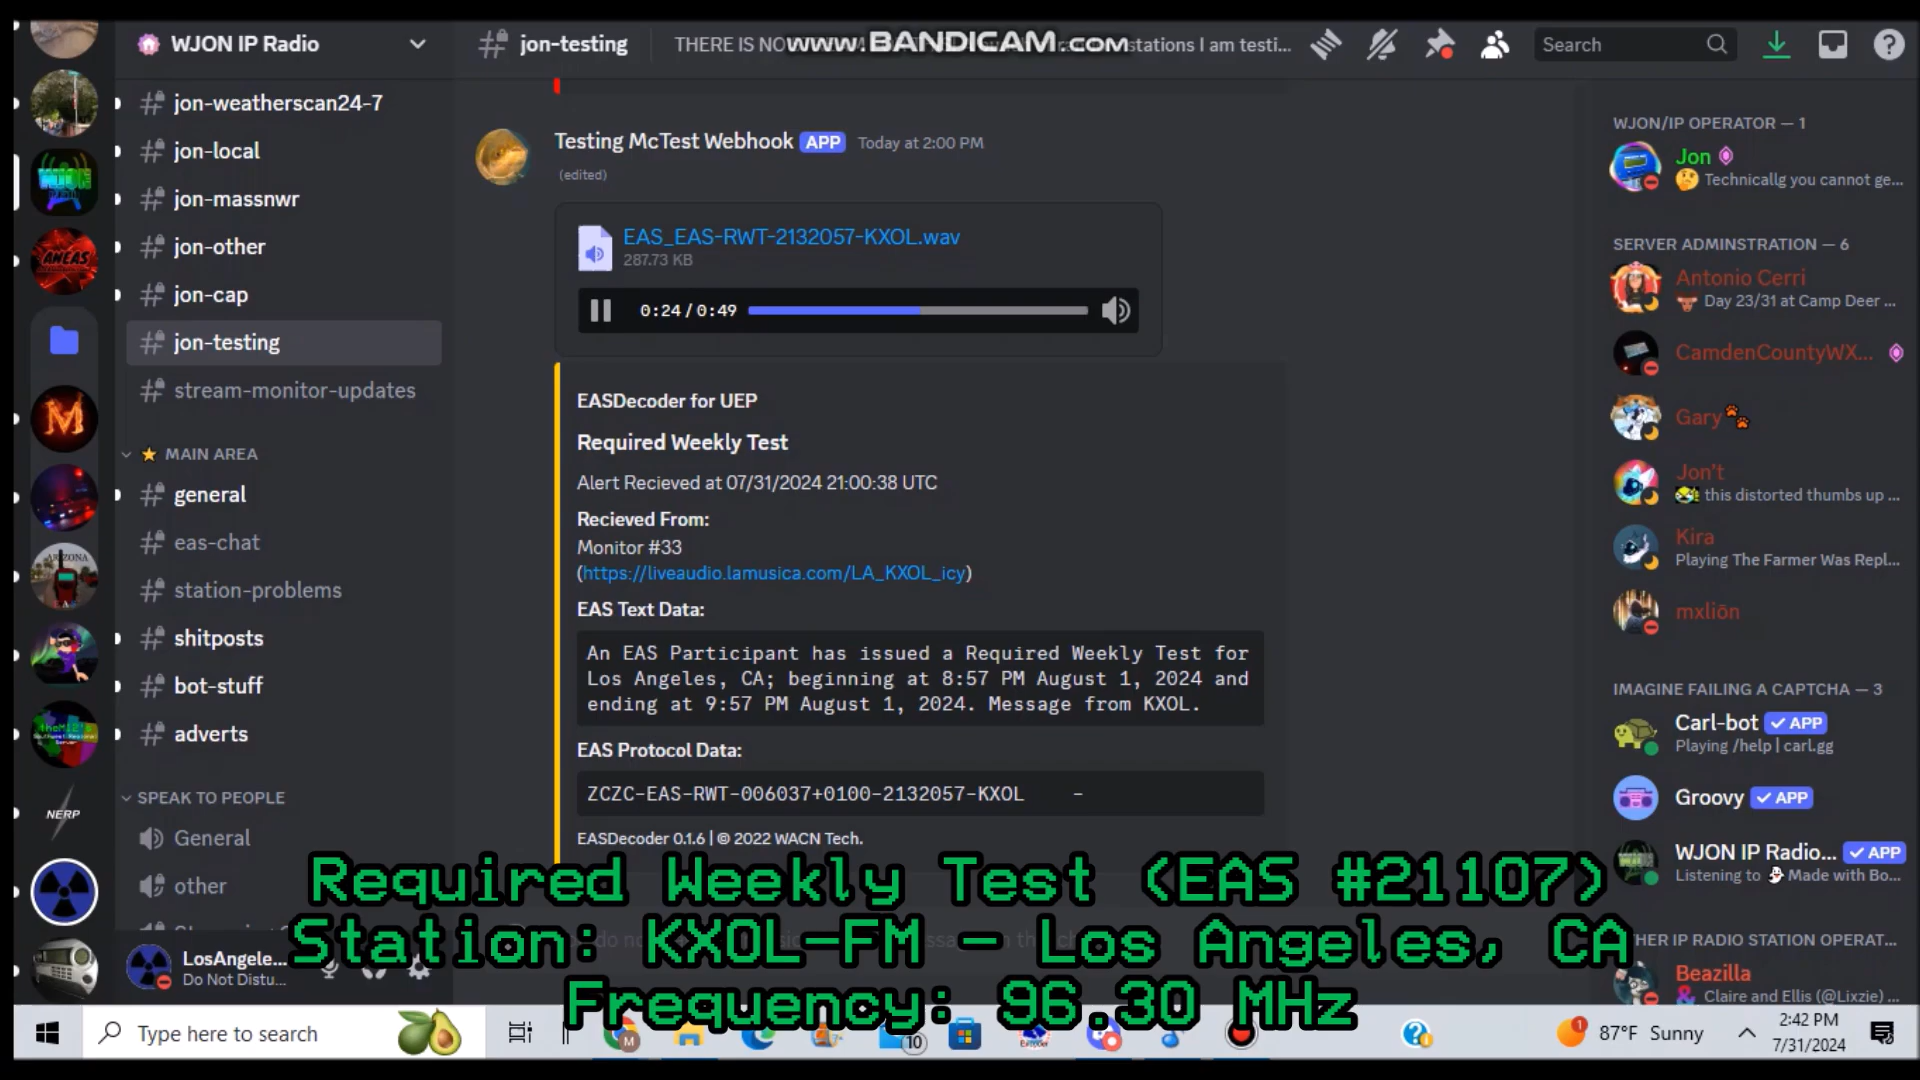 WJON IP Radio
jon-testing
THERE IS NO
www.BANDICAM.com
stations I am testi...
Search
jon-weatherscan24-7
jon-local
jon-massnwr
jon-other
jon-cap
jon-testing
stream-monitor-updates
MAIN AREA
general
eas-chat
station-problems
shitposts
bot-stuff
adverts
SPEAK TO PEOPLE
General
other
LosAngele...
Do Not Distu...
WJON
RADIO
ANEAS
M
ARIZONA
EAS
NERP
Testing McTest Webhook APP Today at 2:00 PM
(edited)
EAS_EAS-RWT-2132057-KXOL.wav
287.73 KB
0:24 / 0:49
EASDecoder for UEP
Required Weekly Test
Alert Recieved at 07/31/2024 21:00:38 UTC
Recieved From:
Monitor #33
(https://liveaudio.lamusica.com/LA_KXOL_icy)
EAS Text Data:
An EAS Participant has issued a Required Weekly Test for
Los Angeles, CA; beginning at 8:57 PM August 1, 2024 and
ending at 9:57 PM August 1, 2024. Message from KXOL.
EAS Protocol Data:
ZCZC-EAS-RWT-006037+0100-2132057-KXOL    -
EASDecoder 0.1.6 | © 2022 WACN Tech.
WJON/IP OPERATOR — 1
Jon
Technicallg you cannot ge...
SERVER ADMINSTRATION — 6
Antonio Cerri
Day 23/31 at Camp Deer ...
CamdenCountyWX...
Gary
Jon't
this distorted thumbs up ...
Kira
Playing The Farmer Was Repl...
mxliōn
IMAGINE FAILING A CAPTCHA — 3
Carl-bot ✓ APP
Playing /help | carl.gg
Groovy ✓ APP
WJON IP Radio... ✓ APP
Listening to Made with Bo...
HER IP RADIO STATION OPERAT...
Beazilla
Claire and Ellis (@Lixzie) ...
Required Weekly Test (EAS #21107)
Station: KXOL-FM - Los Angeles, CA
Frequency: 96.30 MHz
Type here to search
10
1
87°F Sunny
2:42 PM
7/31/2024